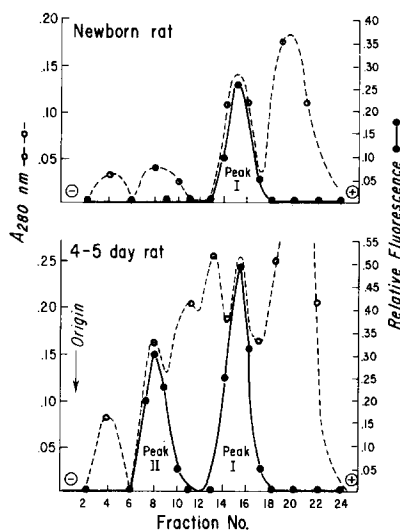 Newborn rat
.20
.15
.10
.05
.40
.35
.30
.25
.20
.15
.10
.05
Peak
I
⊖
⊕
A280 nm
Relative Fluorescence
4-5 day rat
.25
.20
.15
.10
.05
.55
.50
.45
.40
.35
.30
.25
.20
.15
.10
.05
Origin
Peak
II
Peak
I
⊖
⊕
2 4 6 8 10 12 14 16 18 20 22 24
Fraction No.